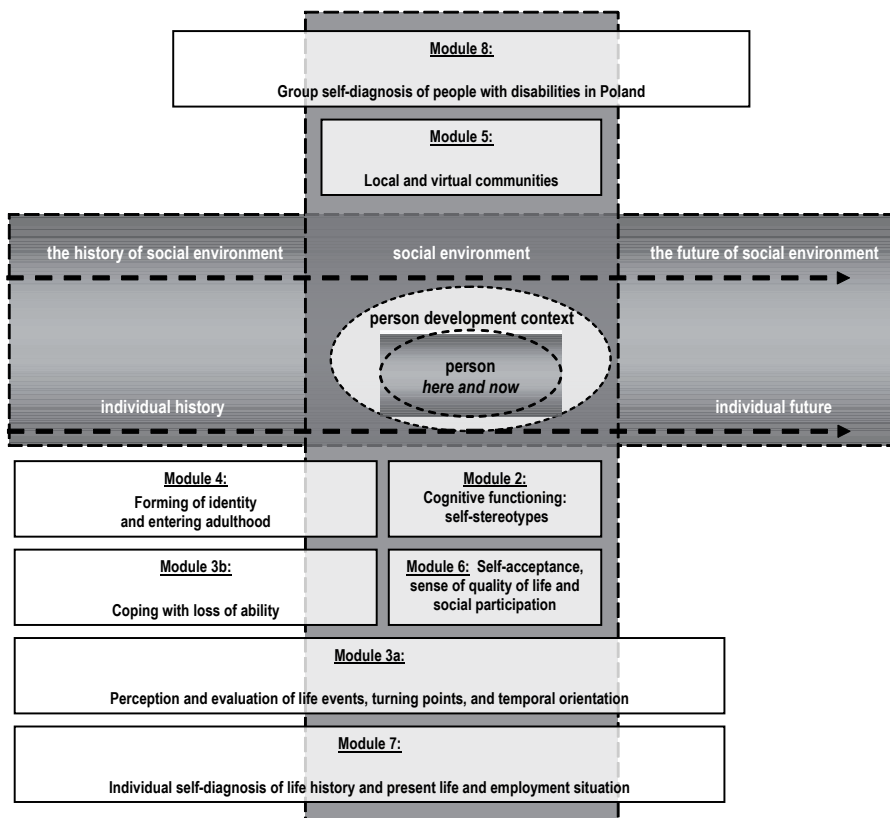 Module 8:
Group self-diagnosis of people with disabilities in Poland
Module 5:
Local and virtual communities
the history of social environment
social environment
the future of social environment
person development context
person
here and now
individual history
individual future
Module 4:
Forming of identity
and entering adulthood
Module 2:
Cognitive functioning:
self-stereotypes
Module 3b:
Coping with loss of ability
Module 6: Self-acceptance,
sense of quality of life and
social participation
Module 3a:
Perception and evaluation of life events, turning points, and temporal orientation
Module 7:
Individual self-diagnosis of life history and present life and employment situation